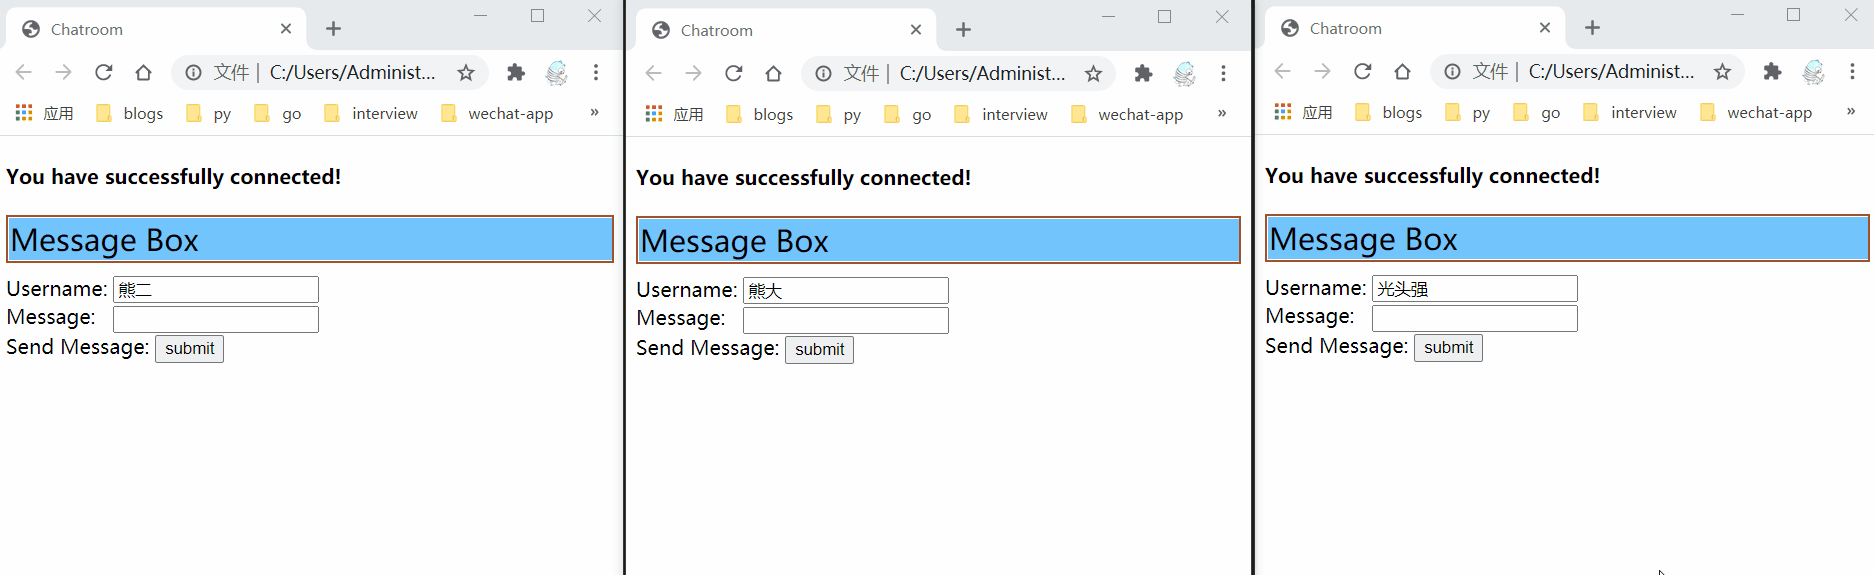 Chatroom
文件 | C:/Users/Administ...
应用 blogs py go interview wechat-app »
You have successfully connected!
Message Box
Username: 熊二
Message:
Send Message: submit
Chatroom
文件 | C:/Users/Administ...
应用 blogs py go interview wechat-app »
You have successfully connected!
Message Box
Username: 熊大
Message:
Send Message: submit
Chatroom
文件 | C:/Users/Administ...
应用 blogs py go interview wechat-app »
You have successfully connected!
Message Box
Username: 光头强
Message:
Send Message: submit